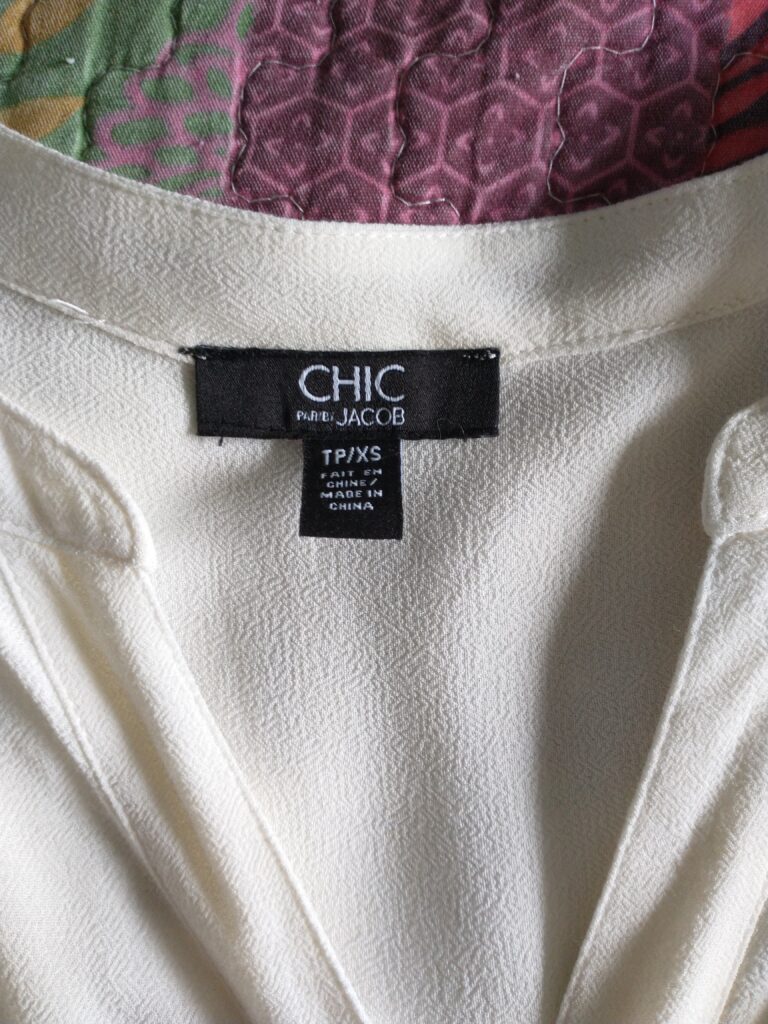 CHIC
PAR/BY JACOB
TP/XS
FAIT EN
CHINE/
MADE IN
CHINA